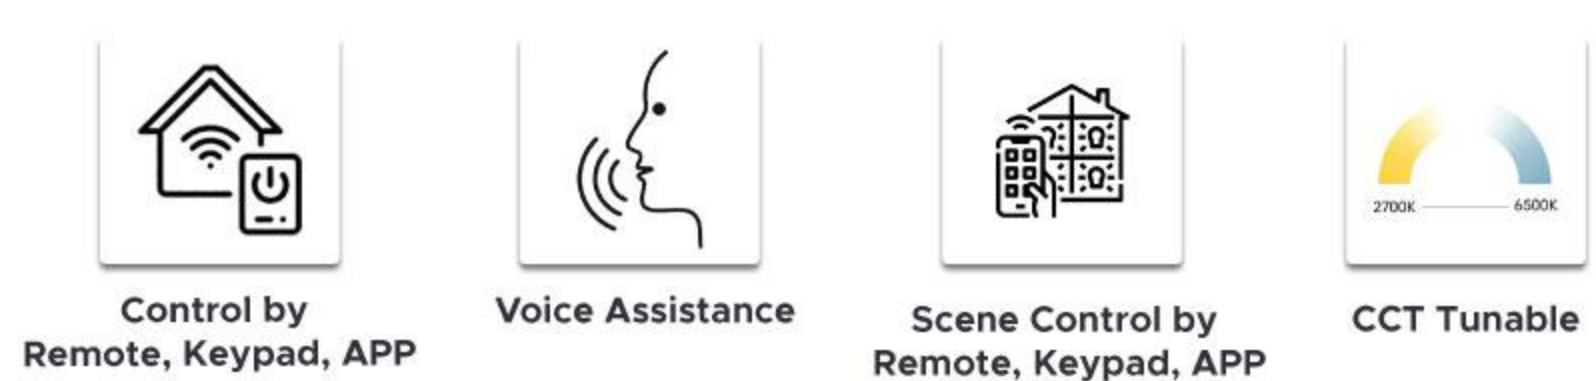 Control by
Remote, Keypad, APP
Voice Assistance
Scene Control by
Remote, Keypad, APP
2700K 6500K
CCT Tunable